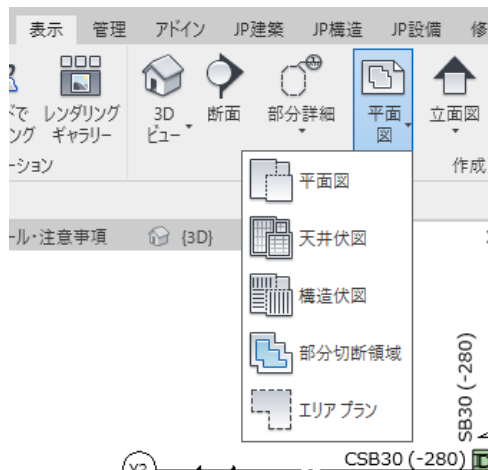 表示 管理 アドイン JP建築 JP構造 JP設備 修
で レンダリング 3D 断面 部分詳細 平面 立面図
ング ギャラリー ビュー 図
ーション 作成
ール・注意事項 {3D}
平面図
天井伏図
構造伏図
部分切断領域
エリア プラン
SB30 (-280)
CSB30 (-280)
Y2